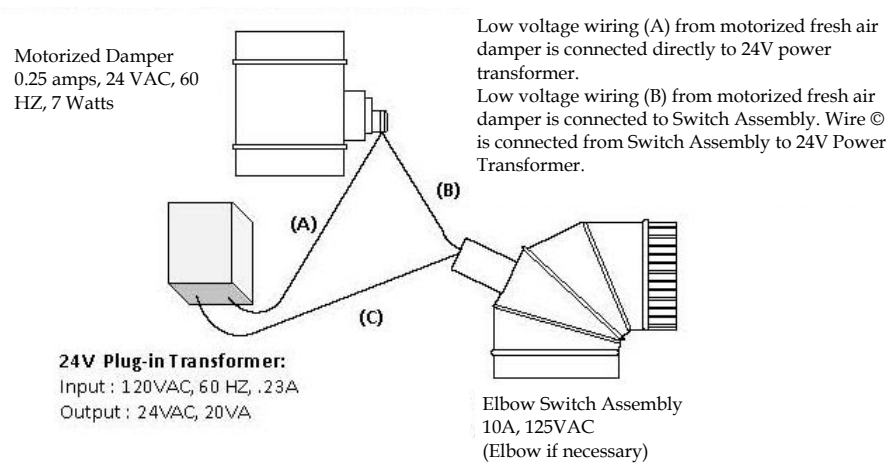 Motorized Damper
0.25 amps, 24 VAC, 60
HZ, 7 Watts
Low voltage wiring (A) from motorized fresh air
damper is connected directly to 24V power
transformer.
Low voltage wiring (B) from motorized fresh air
damper is connected to Switch Assembly. Wire ©
is connected from Switch Assembly to 24V Power
Transformer.
(A)
(B)
(C)
24V Plug-in Transformer:
Input : 120VAC, 60 HZ, .23A
Output : 24VAC, 20VA
Elbow Switch Assembly
10A, 125VAC
(Elbow if necessary)